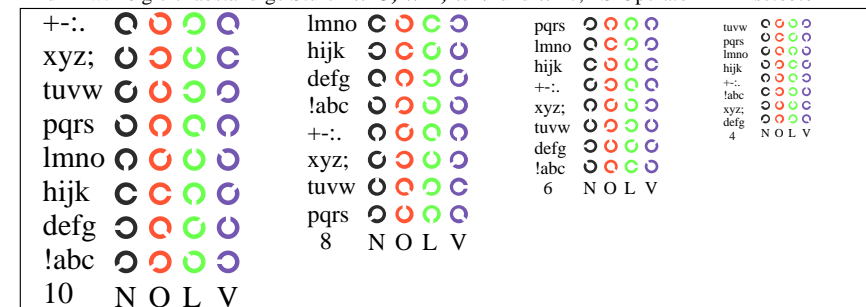 +-:.
xyz;
tuvw
pqrs
lmno
hijk
defg
!abc
10 N O L V
lmno
hijk
defg
!abc
+-:.
xyz;
tuvw
pqrs
8 N O L V
pqrs
lmno
hijk
+-:.
xyz;
tuvw
defg
!abc
6 N O L V
tuvw
pqrs
lmno
hijk
+-:.
!abc
xyz;
defg
4 N O L V